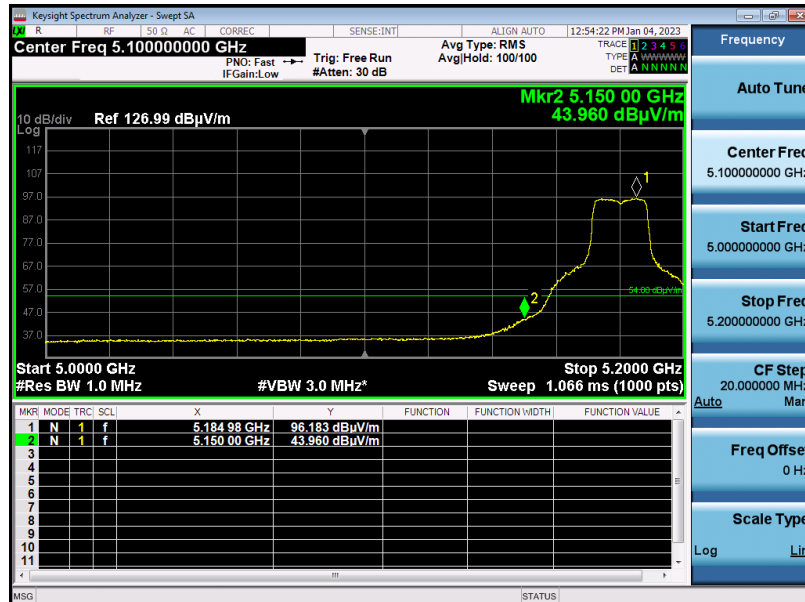 Keysight Spectrum Analyzer - Swept SA
LXI R RF 50 Ω AC CORREC SENSE:INT ALIGN AUTO 12:54:22 PM Jan 04, 2023
Center Freq 5.100000000 GHz
PNO: Fast
IFGain:Low
Trig: Free Run
#Atten: 30 dB
Avg Type: RMS
Avg|Hold: 100/100
TRACE 1 2 3 4 5 6
TYPE A WWWWW
DET A N N N N N
Mkr2 5.150 00 GHz
43.960 dBµV/m
10 dB/div Ref 126.99 dBµV/m
Log
117
107
97.0
87.0
77.0
67.0
57.0
47.0
37.0
1
2
54.00 dBµV/m
Start 5.0000 GHz Stop 5.2000 GHz
#Res BW 1.0 MHz #VBW 3.0 MHz* Sweep 1.066 ms (1000 pts)
MKR MODE TRC SCL X Y FUNCTION FUNCTION WIDTH FUNCTION VALUE
1 N 1 f 5.184 98 GHz 96.183 dBµV/m
2 N 1 f 5.150 00 GHz 43.960 dBµV/m
3
4
5
6
7
8
9
10
11
MSG STATUS
Frequency
Auto Tune
Center Freq
5.100000000 GHz
Start Freq
5.000000000 GHz
Stop Freq
5.200000000 GHz
CF Step
20.000000 MHz
Auto Man
Freq Offset
0 Hz
Scale Type
Log Lin